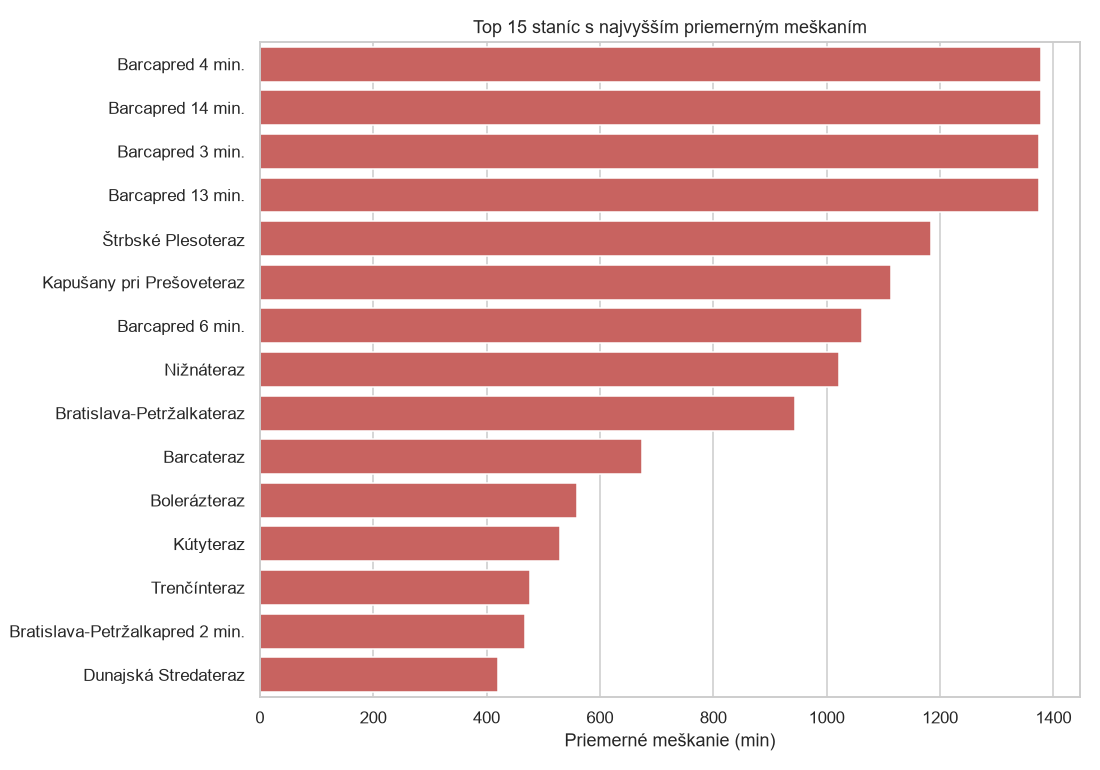 Top 15 staníc s najvyšším priemerným meškaním
Barcapred 4 min.
Barcapred 14 min.
Barcapred 3 min.
Barcapred 13 min.
Štrbské Plesoteraz
Kapušany pri Prešoveteraz
Barcapred 6 min.
Nižnáteraz
Bratislava-Petržalkateraz
Barcateraz
Bolerázteraz
Kútyteraz
Trenčínteraz
Bratislava-Petržalkapred 2 min.
Dunajská Stredateraz
0 200 400 600 800 1000 1200 1400
Priemerné meškanie (min)